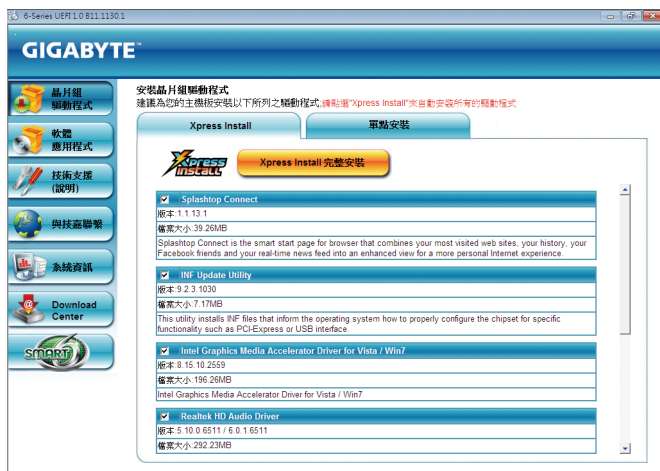 6-Series UEFI 1.0 B11.1130.1
GIGABYTE™
晶片組
驅動程式
軟體
應用程式
技術支援
(說明)
與技嘉聯繫
系統資訊
Download
Center
SMART6
安裝晶片組驅動程式
建議為您的主機板安裝以下所列之驅動程式;請點選"Xpress Install"來自動安裝所有的驅動程式
Xpress Install
單點安裝
Xpress
INSTALL
Xpress Install 完整安裝
Splashtop Connect
版本:1.1.13.1
檔案大小:39.26MB
Splashtop Connect is the smart start page for browser that combines your most visited web sites, your history, your
Facebook friends and your real-time news feed into an enhanced view for a more personal Internet experience.
INF Update Utility
版本:9.2.3.1030
檔案大小:7.17MB
This utility installs INF files that inform the operating system how to properly configure the chipset for specific
functionality such as PCI-Express or USB interface.
Intel Graphics Media Accelerator Driver for Vista / Win7
版本:8.15.10.2559
檔案大小:196.26MB
Intel Graphics Media Accelerator Driver for Vista / Win7
Realtek HD Audio Driver
版本:5.10.0.6511 / 6.0.1.6511
檔案大小:292.23MB